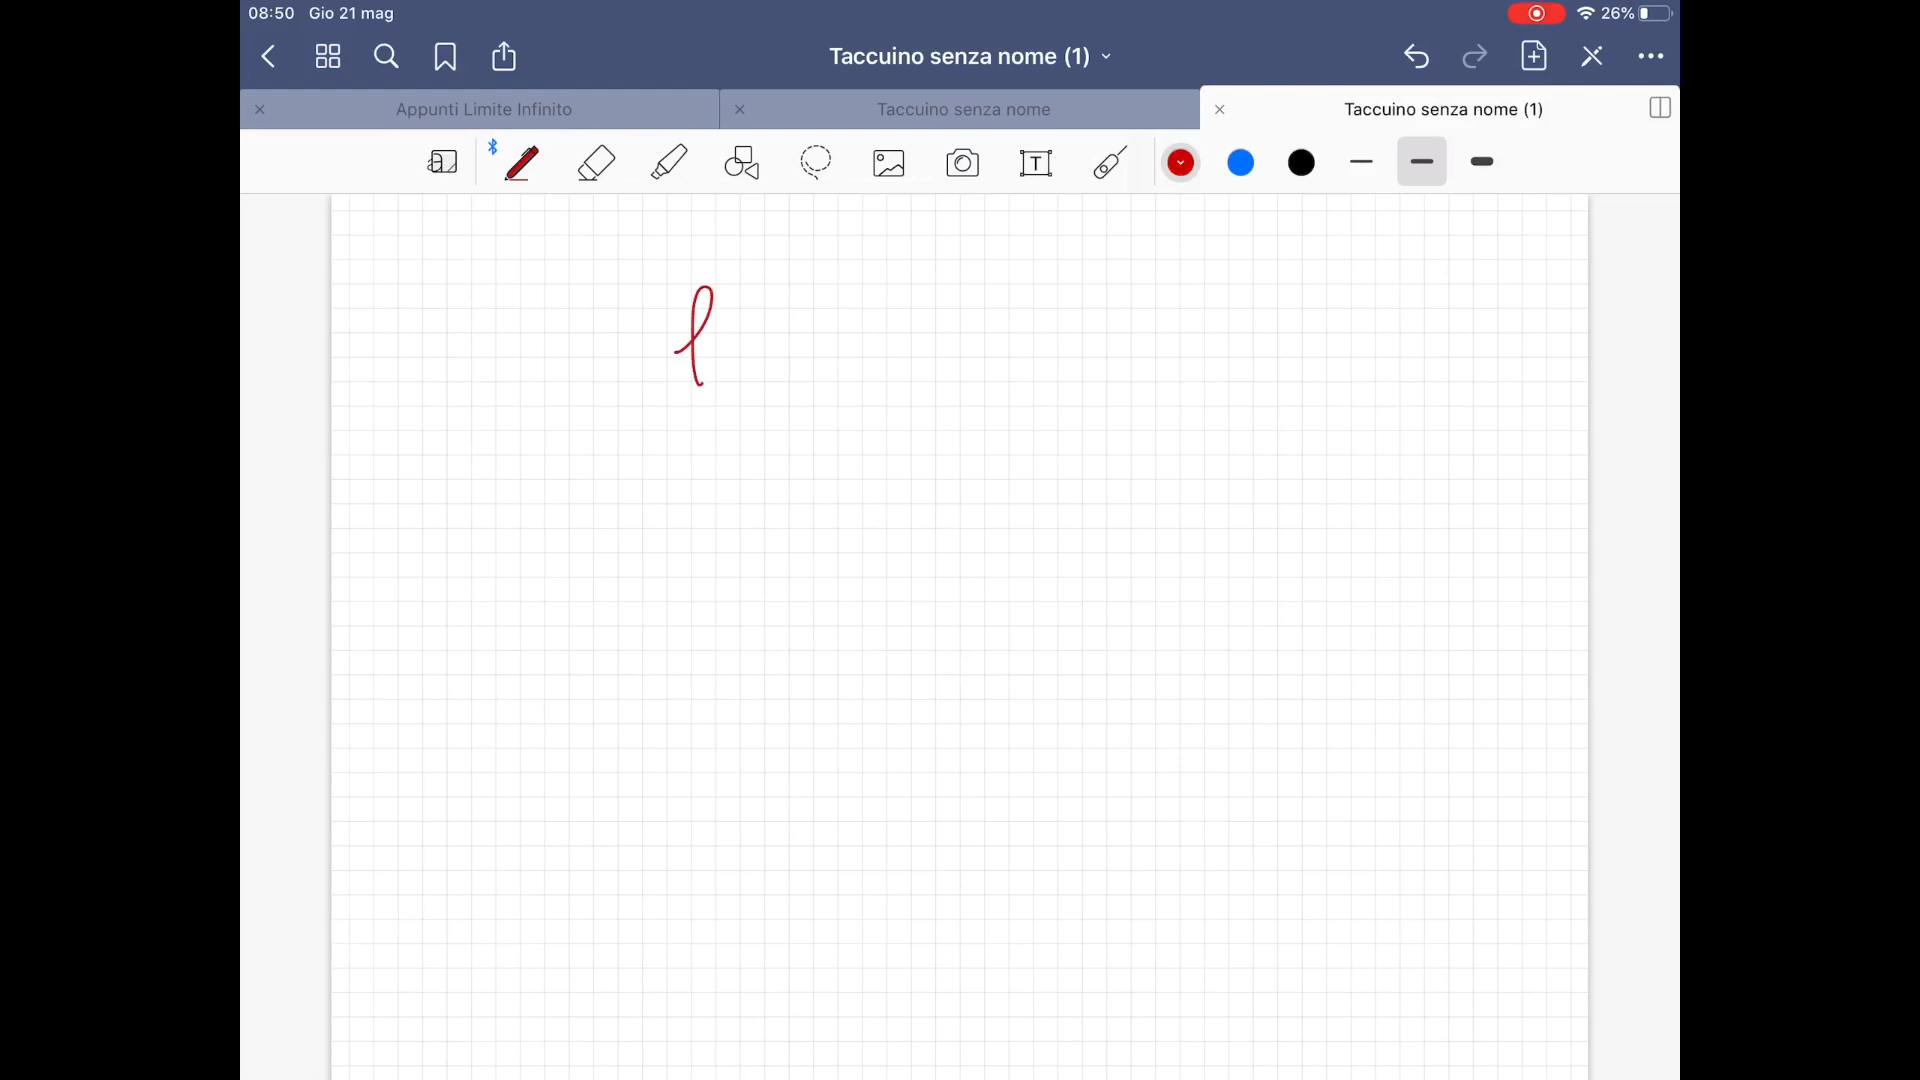 08:50 Gio 21 mag 26%
Taccuino senza nome (1)
Appunti Limite Infinito
Taccuino senza nome
Taccuino senza nome (1)
a T
l